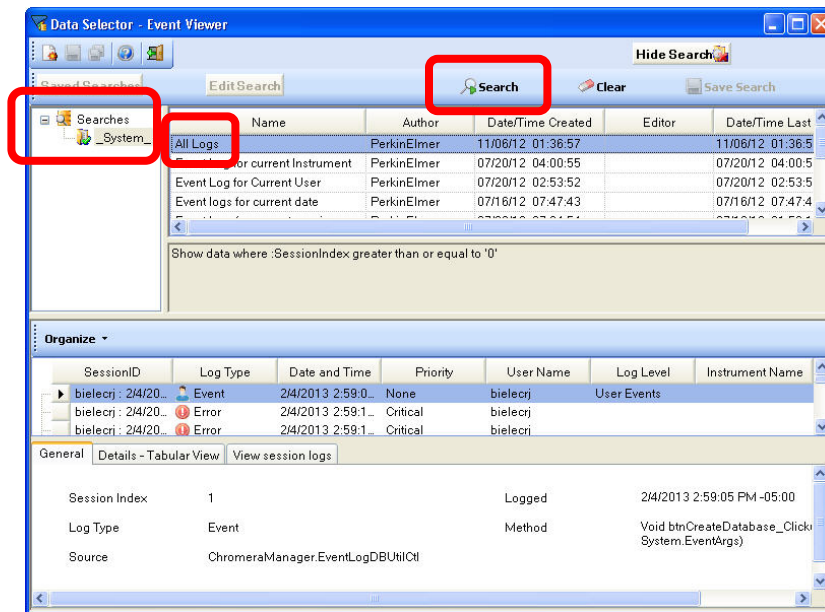 Data Selector - Event Viewer
Hide Search
Saved Searches Edit Search Search Clear Save Search
Searches
_System_
Name Author Date/Time Created Editor Date/Time Last
All Logs PerkinElmer 11/06/12 01:36:57 11/06/12 01:36:5
Event Log for current Instrument PerkinElmer 07/20/12 04:00:55 07/20/12 04:00:5
Event Log for Current User PerkinElmer 07/20/12 02:53:52 07/20/12 02:53:5
Event logs for current date PerkinElmer 07/16/12 07:47:43 07/16/12 07:47:4
Show data where :SessionIndex greater than or equal to '0'
Organize
SessionID Log Type Date and Time Priority User Name Log Level Instrument Name
bielecrj : 2/4/20... Event 2/4/2013 2:59:0... None bielecrj User Events
bielecrj : 2/4/20... Error 2/4/2013 2:59:1... Critical bielecrj
bielecrj : 2/4/20... Error 2/4/2013 2:59:1... Critical bielecrj
General Details - Tabular View View session logs
Session Index 1 Logged 2/4/2013 2:59:05 PM -05:00
Log Type Event Method Void btnCreateDatabase_Click(
System.EventArgs)
Source ChromeraManager.EventLogDBUtilCtl